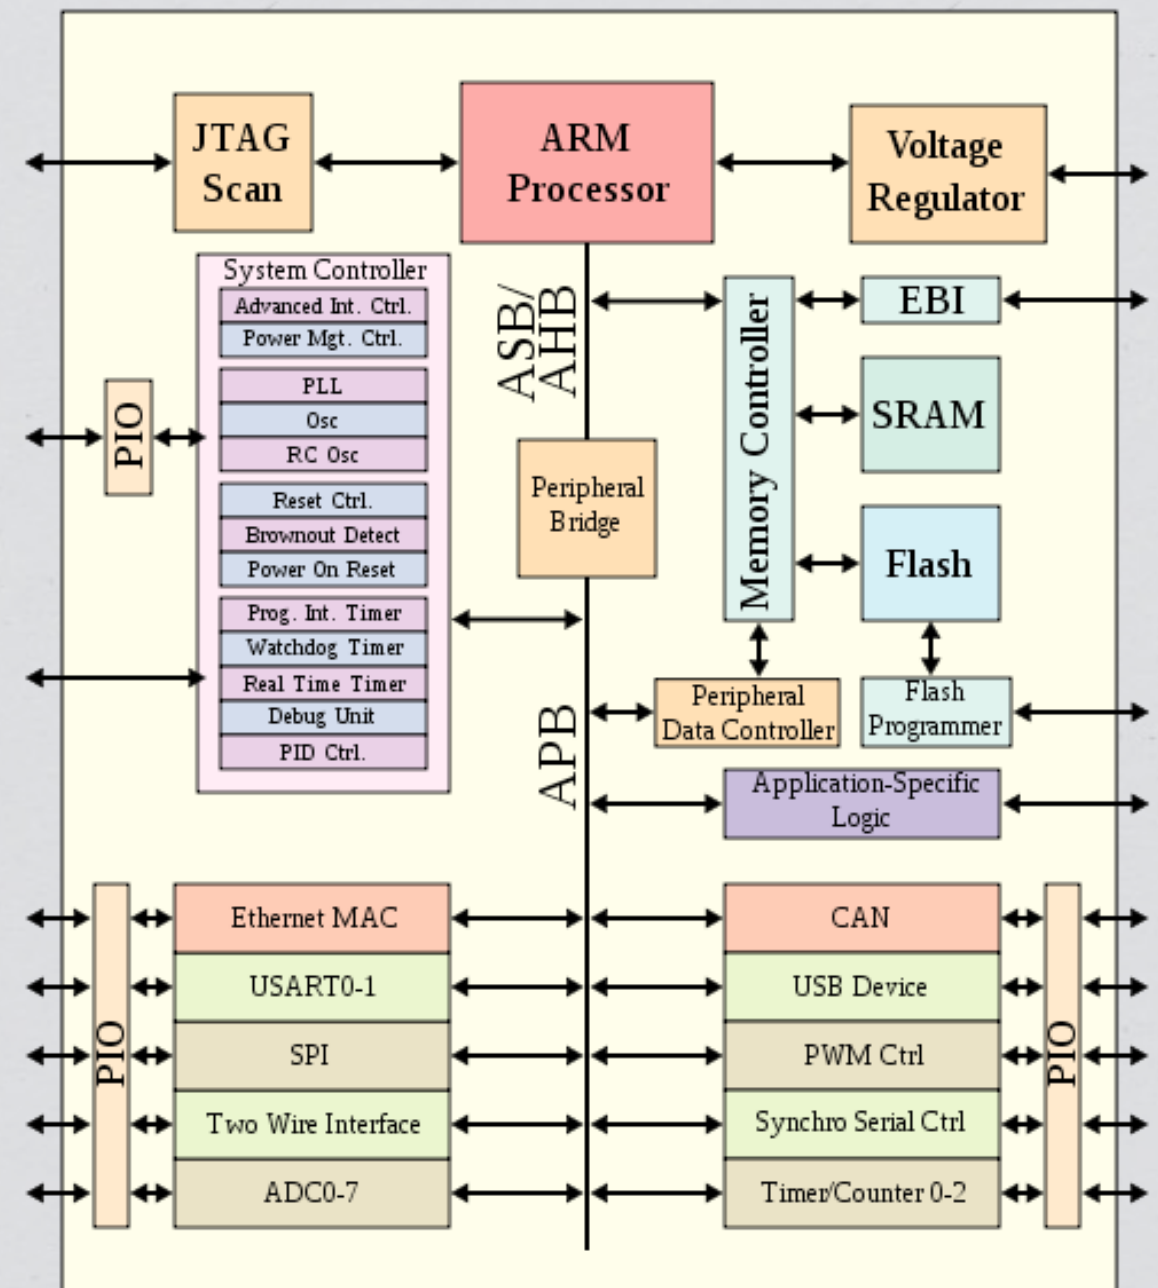 JTAG
Scan
ARM
Processor
Voltage
Regulator
System Controller
Advanced Int. Ctrl.
Power Mgt. Ctrl.
PLL
Osc
RC Osc
Reset Ctrl.
Brownout Detect
Power On Reset
Prog. Int. Timer
Watchdog Timer
Real Time Timer
Debug Unit
PID Ctrl.
PIO
ASB/
AHB
Peripheral
Bridge
APB
Memory Controller
EBI
SRAM
Flash
Peripheral
Data Controller
Flash
Programmer
Application-Specific
Logic
PIO
Ethernet MAC
USART0-1
SPI
Two Wire Interface
ADC0-7
CAN
USB Device
PWM Ctrl
Synchro Serial Ctrl
Timer/Counter 0-2
PIO